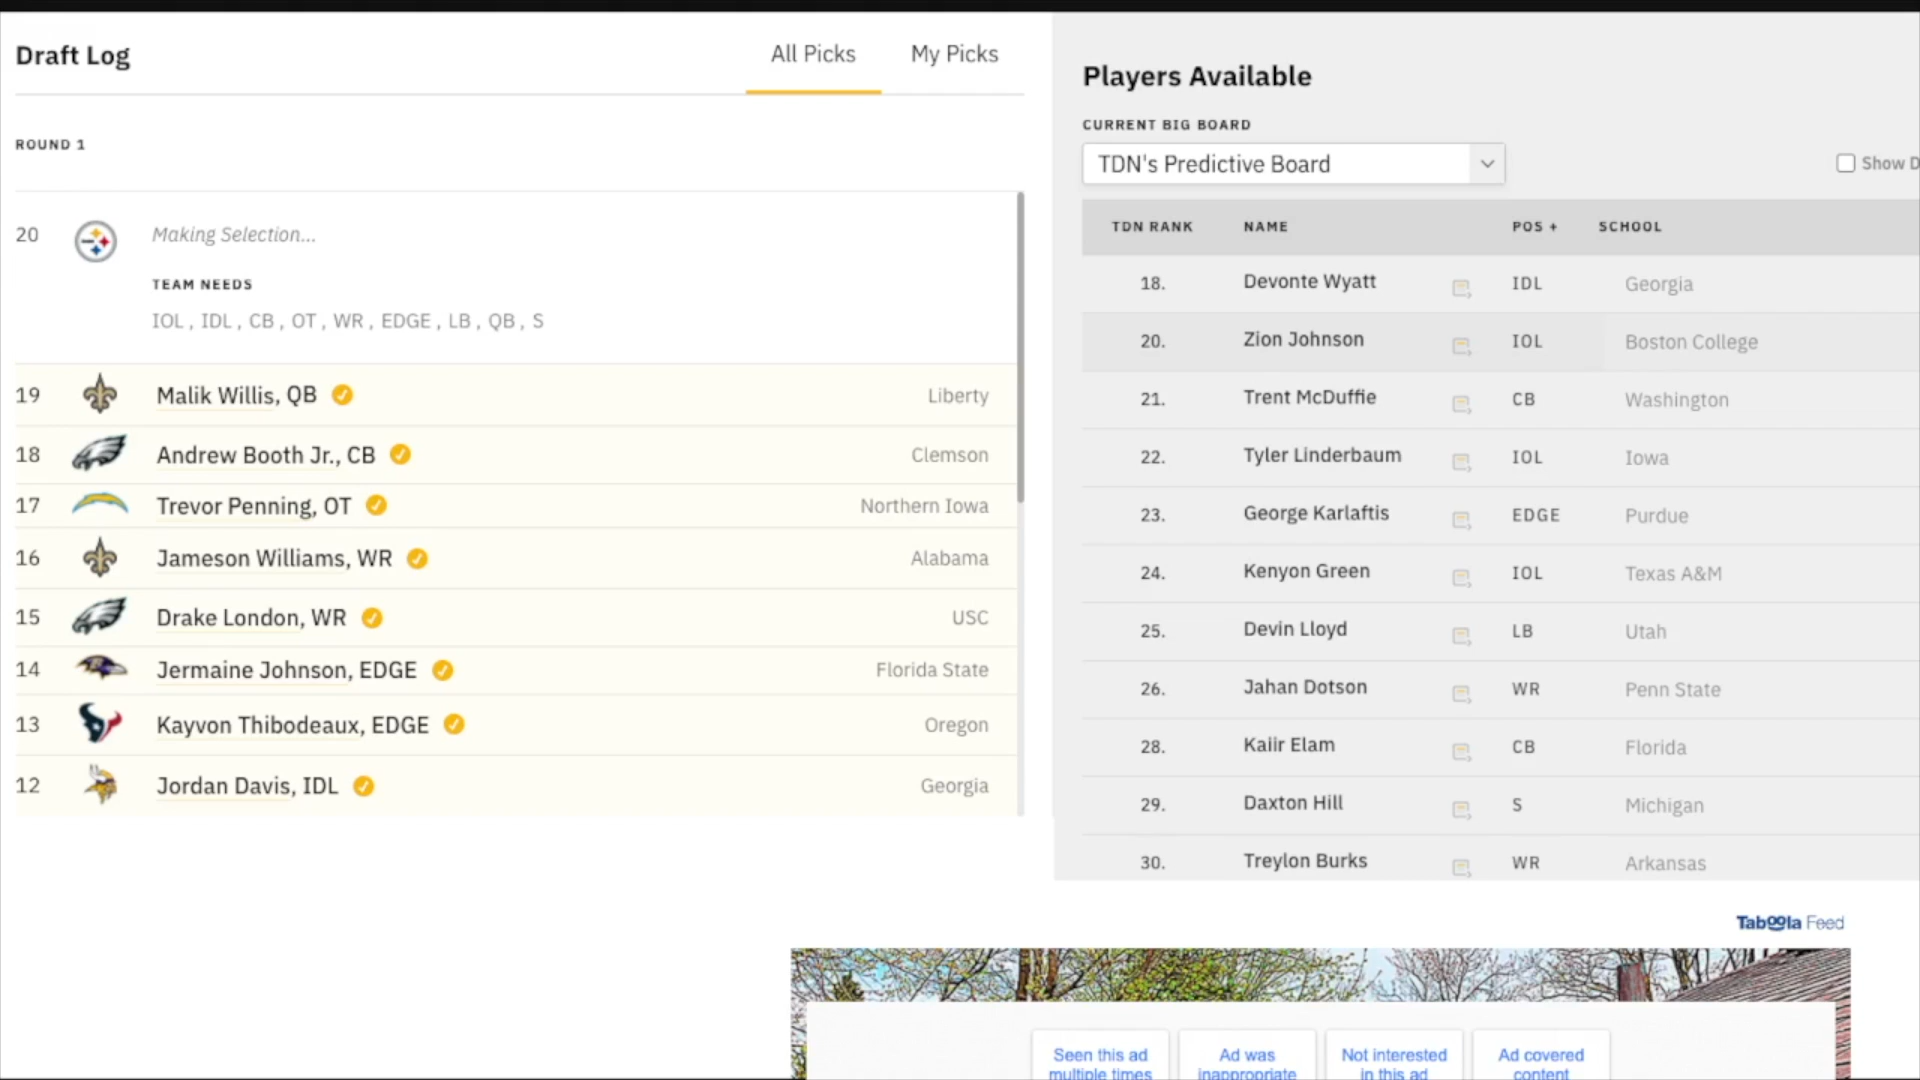 Draft Log
All Picks
My Picks
ROUND 1
20
Making Selection...
TEAM NEEDS
IOL , IDL , CB , OT , WR , EDGE , LB , QB , S
19 Malik Willis, QB Liberty
18 Andrew Booth Jr., CB Clemson
17 Trevor Penning, OT Northern Iowa
16 Jameson Williams, WR Alabama
15 Drake London, WR USC
14 Jermaine Johnson, EDGE Florida State
13 Kayvon Thibodeaux, EDGE Oregon
12 Jordan Davis, IDL Georgia
Players Available
CURRENT BIG BOARD
TDN's Predictive Board
Show D
TDN RANK NAME POS + SCHOOL
18. Devonte Wyatt IDL Georgia
20. Zion Johnson IOL Boston College
21. Trent McDuffie CB Washington
22. Tyler Linderbaum IOL Iowa
23. George Karlaftis EDGE Purdue
24. Kenyon Green IOL Texas A&M
25. Devin Lloyd LB Utah
26. Jahan Dotson WR Penn State
28. Kaiir Elam CB Florida
29. Daxton Hill S Michigan
30. Treylon Burks WR Arkansas
Taboola Feed
Seen this ad
multiple times
Ad was
inappropriate
Not interested
in this ad
Ad covered
content